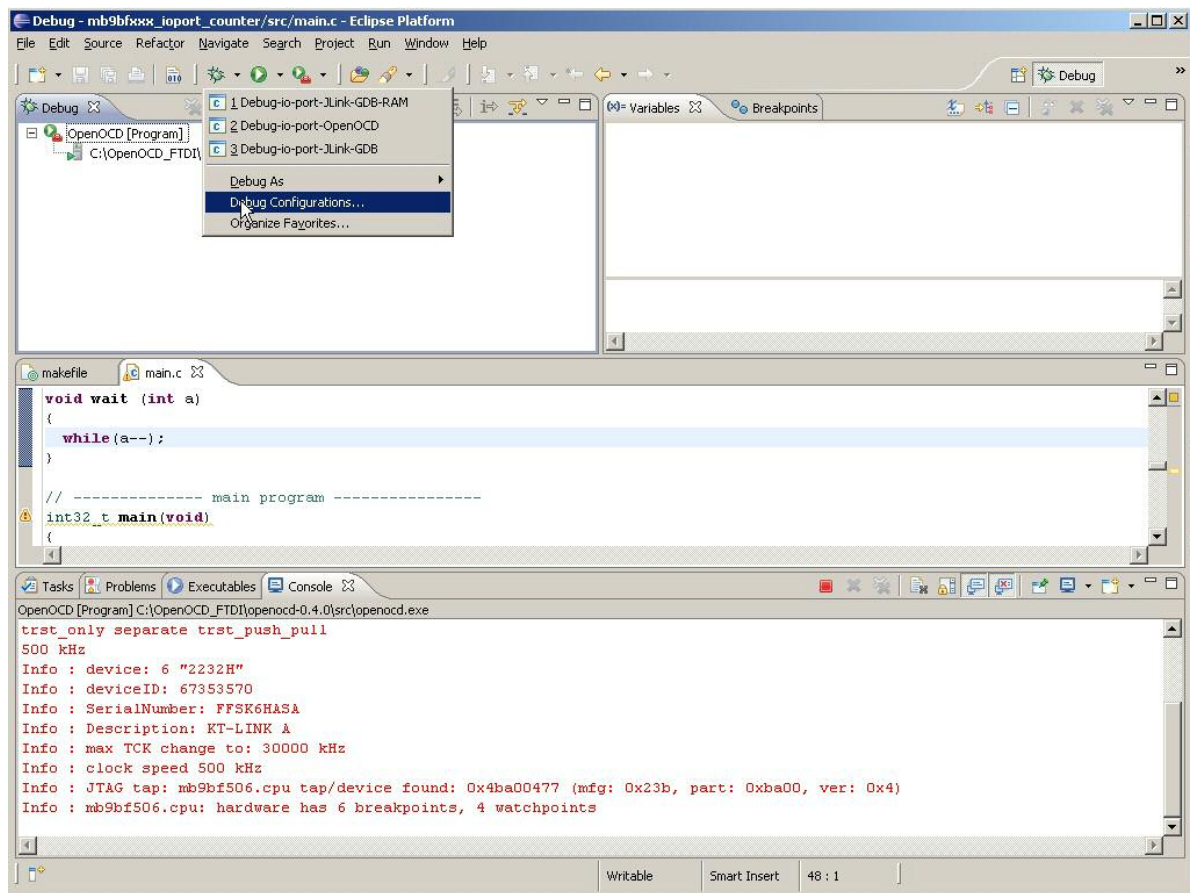 Debug - mb9bfxxx_ioport_counter/src/main.c - Eclipse Platform
File Edit Source Refactor Navigate Search Project Run Window Help
010
Debug
»
Debug
(x)= Variables
Breakpoints
OpenOCD [Program]
C:\OpenOCD_FTDI\
c 1 Debug-io-port-JLink-GDB-RAM
c 2 Debug-io-port-OpenOCD
c 3 Debug-io-port-JLink-GDB
Debug As
Debug Configurations...
Organize Favorites...
makefile
main.c
void wait (int a)
{
while(a--);
}
// -------------- main program ----------------
int32_t main(void)
{
Tasks Problems Executables Console
OpenOCD [Program] C:\OpenOCD_FTDI\openocd-0.4.0\src\openocd.exe
trst_only separate trst_push_pull
500 kHz
Info : device: 6 "2232H"
Info : deviceID: 67353570
Info : SerialNumber: FFSK6HASA
Info : Description: KT-LINK A
Info : max TCK change to: 30000 kHz
Info : clock speed 500 kHz
Info : JTAG tap: mb9bf506.cpu tap/device found: 0x4ba00477 (mfg: 0x23b, part: 0xba00, ver: 0x4)
Info : mb9bf506.cpu: hardware has 6 breakpoints, 4 watchpoints
Writable Smart Insert 48 : 1